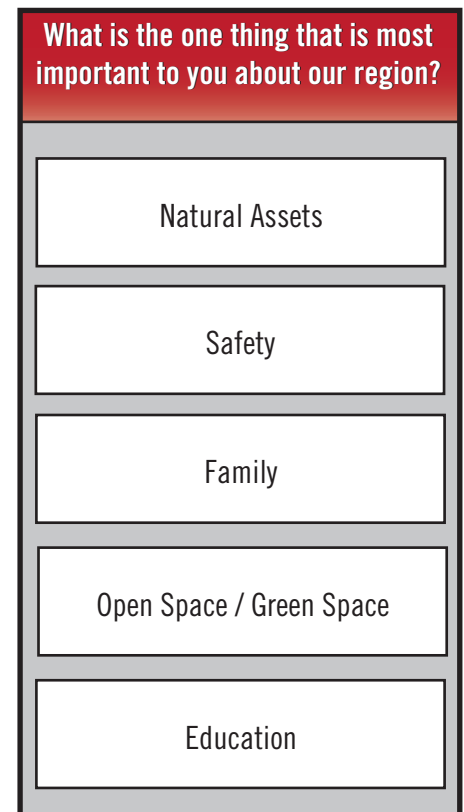 What is the one thing that is most
important to you about our region?
Natural Assets
Safety
Family
Open Space / Green Space
Education